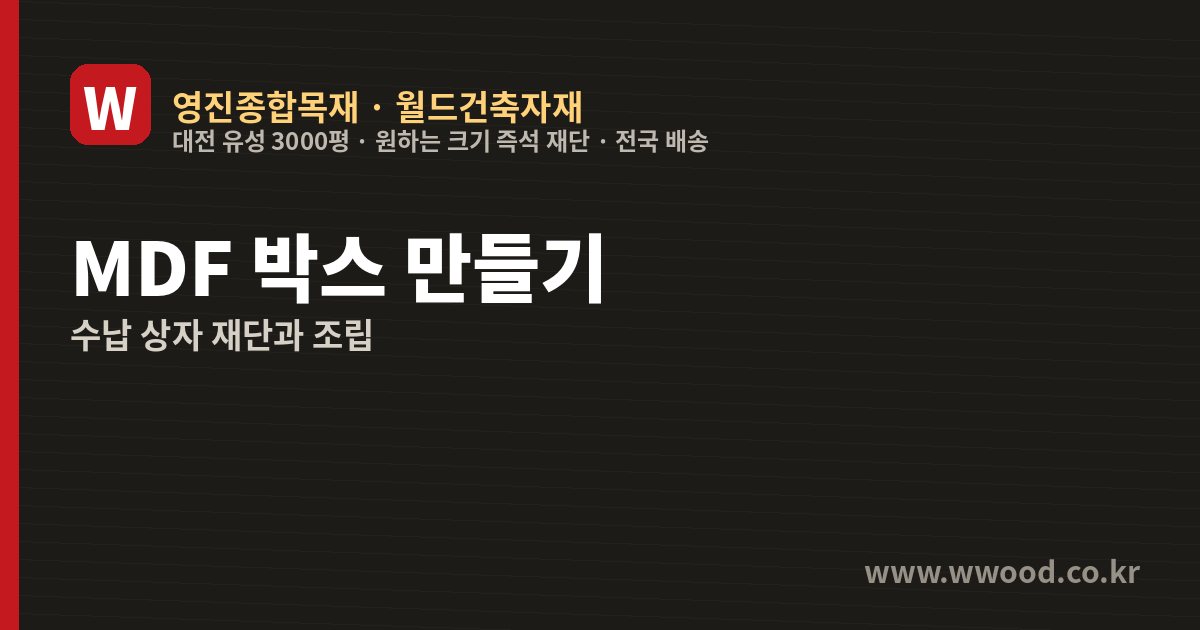 W
영진종합목재 · 월드건축자재
대전 유성 3000평 · 원하는 크기 즉석 재단 · 전국 배송
MDF 박스 만들기
수납 상자 재단과 조립
www.wwood.co.kr